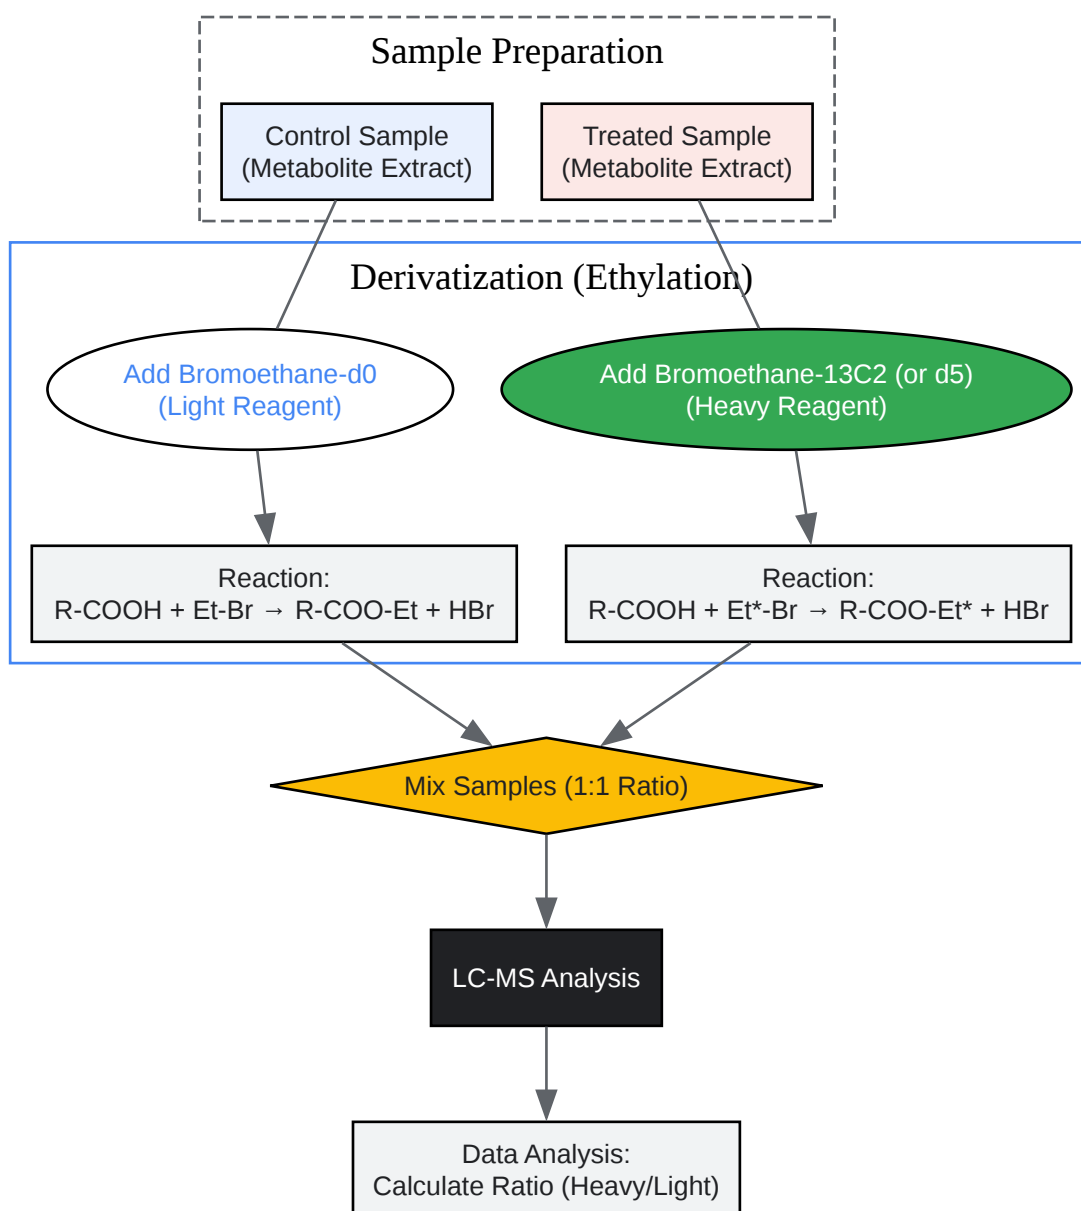 Sample Preparation
Control Sample
(Metabolite Extract)
Treated Sample
(Metabolite Extract)
Derivatization (Ethylation)
Add Bromoethane-d0
(Light Reagent)
Add Bromoethane-13C2 (or d5)
(Heavy Reagent)
Reaction:
R-COOH + Et-Br → R-COO-Et + HBr
Reaction:
R-COOH + Et*-Br → R-COO-Et* + HBr
Mix Samples (1:1 Ratio)
LC-MS Analysis
Data Analysis:
Calculate Ratio (Heavy/Light)